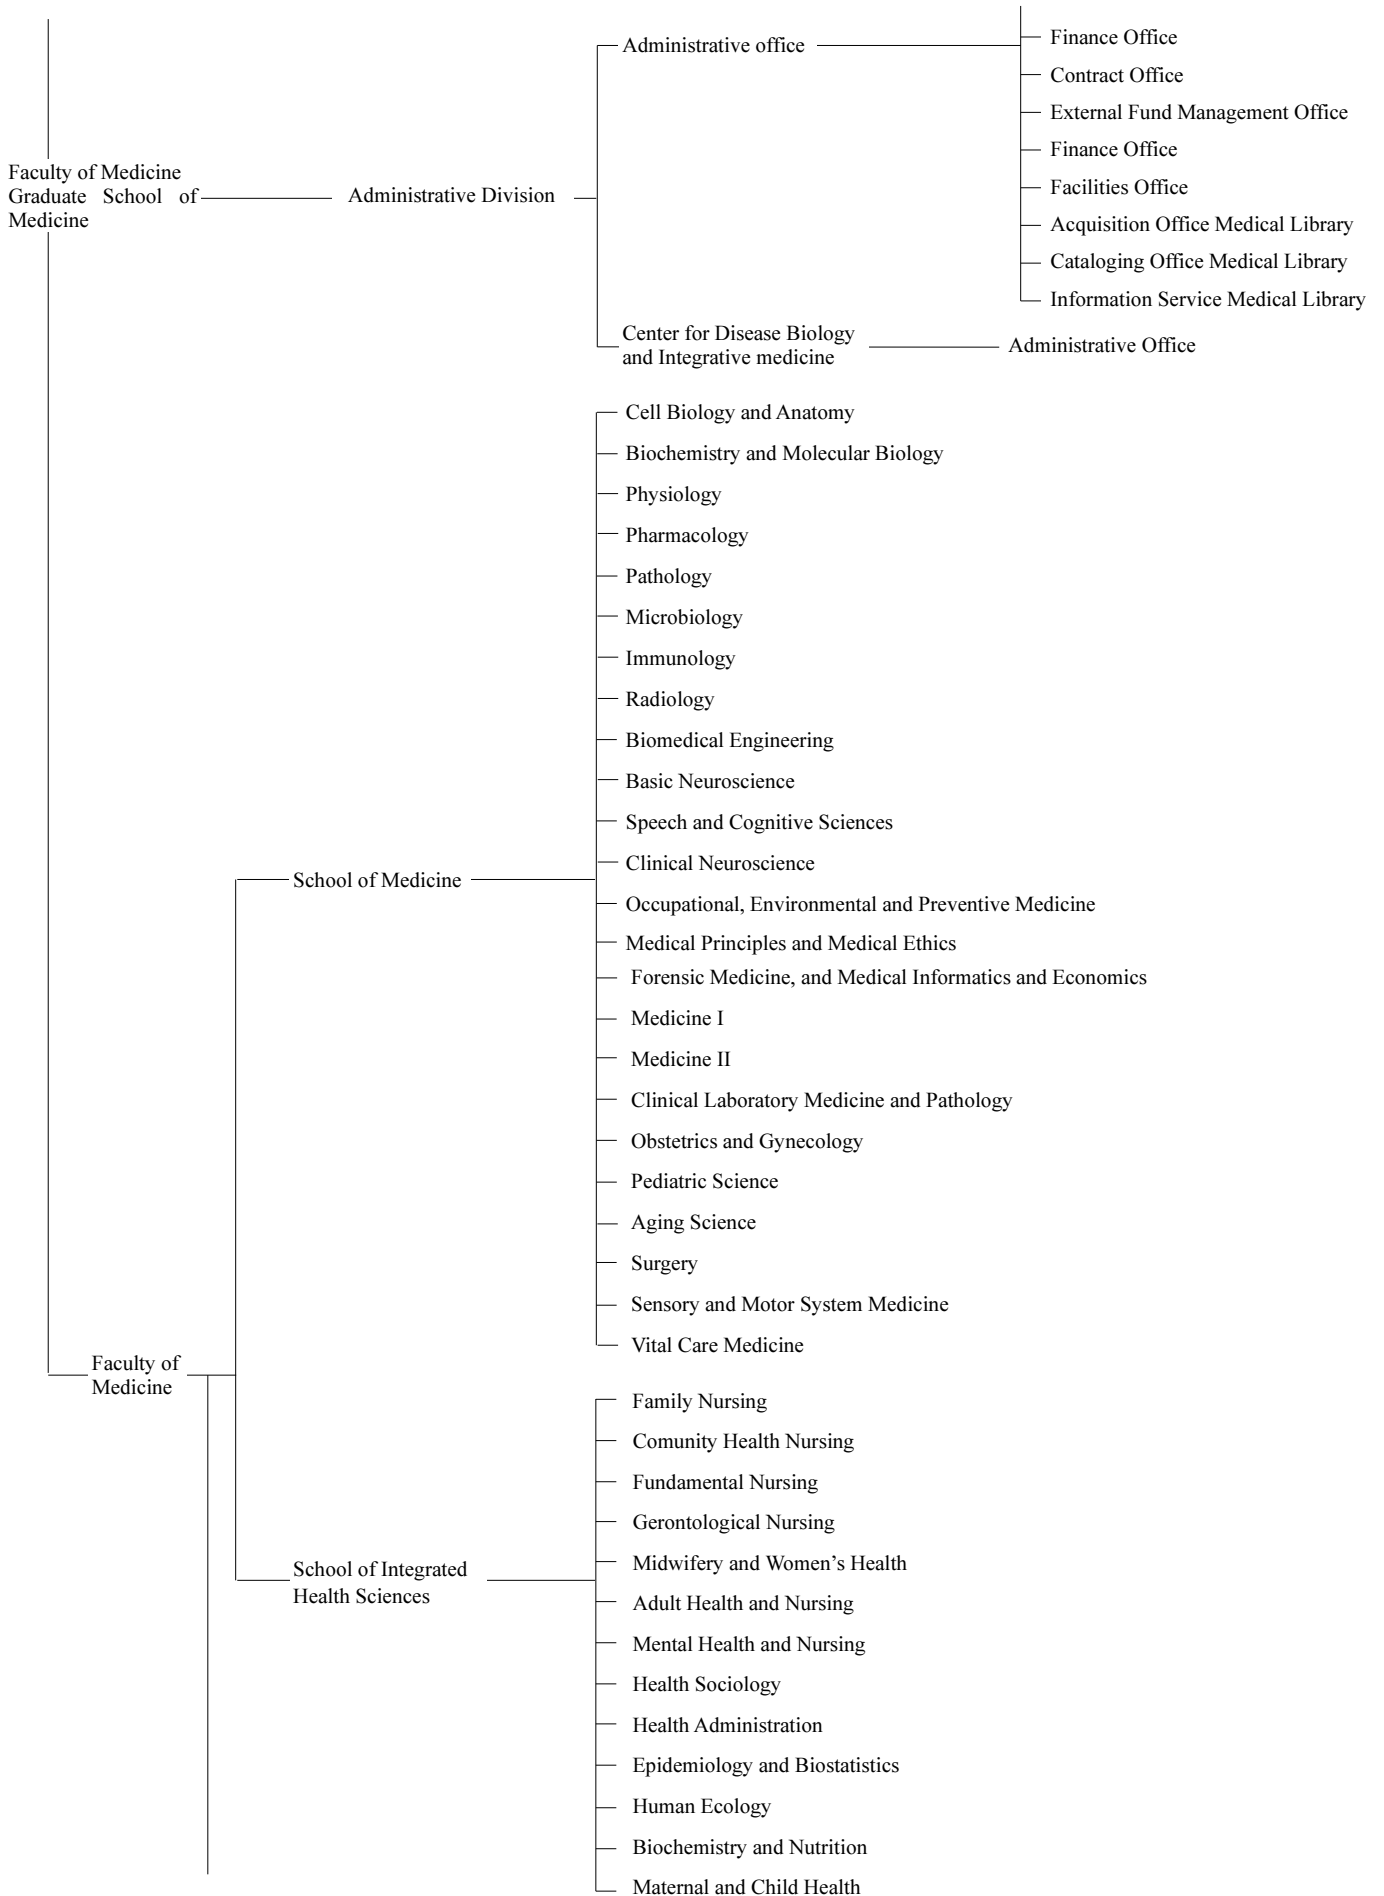 Administrative office
Finance Office
Contract Office
External Fund Management Office
Finance Office
Facilities Office
Acquisition Office Medical Library
Cataloging Office Medical Library
Information Service Medical Library
Faculty of Medicine
Graduate School of
Medicine
Administrative Division
Center for Disease Biology
and Integrative medicine
Administrative Office
Cell Biology and Anatomy
Biochemistry and Molecular Biology
Physiology
Pharmacology
Pathology
Microbiology
Immunology
Radiology
Biomedical Engineering
Basic Neuroscience
Speech and Cognitive Sciences
Clinical Neuroscience
School of Medicine
Occupational, Environmental and Preventive Medicine
Medical Principles and Medical Ethics
Forensic Medicine, and Medical Informatics and Economics
Medicine I
Medicine II
Clinical Laboratory Medicine and Pathology
Obstetrics and Gynecology
Pediatric Science
Aging Science
Surgery
Sensory and Motor System Medicine
Vital Care Medicine
Faculty of
Medicine
Family Nursing
Comunity Health Nursing
Fundamental Nursing
Gerontological Nursing
Midwifery and Women’s Health
School of Integrated
Health Sciences
Adult Health and Nursing
Mental Health and Nursing
Health Sociology
Health Administration
Epidemiology and Biostatistics
Human Ecology
Biochemistry and Nutrition
Maternal and Child Health